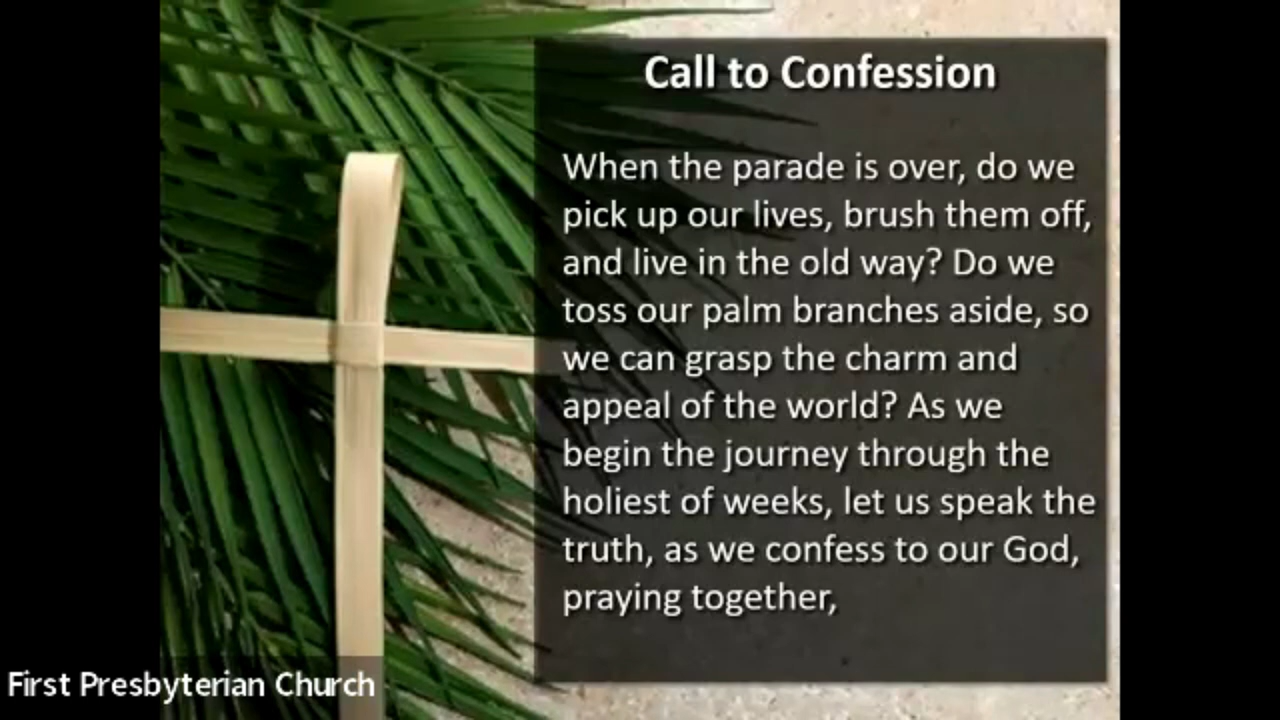 Call to Confession
When the parade is over, do we
pick up our lives, brush them off,
and live in the old way? Do we
toss our palm branches aside, so
we can grasp the charm and
appeal of the world? As we
begin the journey through the
holiest of weeks, let us speak the
truth, as we confess to our God,
praying together,
First Presbyterian Church